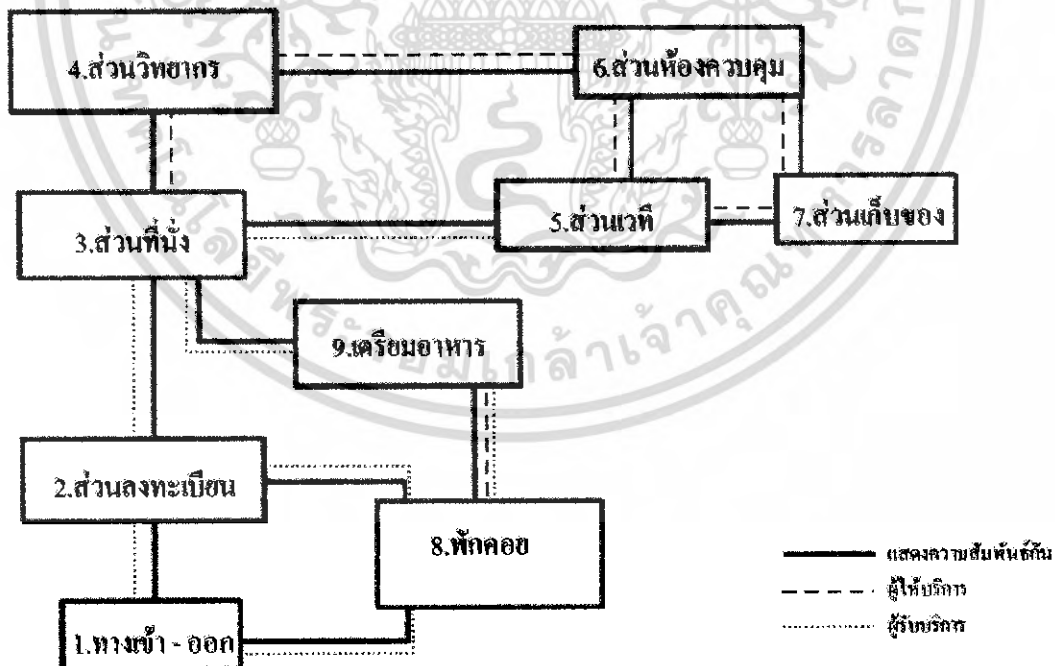 4.ส่วนวิทยากร
6.ส่วนห้องควบคุม
3.ส่วนที่นั่ง
5.ส่วนเวที
7.ส่วนเก็บของ
9.เตรียมอาหาร
2.ส่วนลงทะเบียน
8.พักคอย
1.ทางเข้า - ออก
แสดงความสัมพันธ์กัน
ผู้ให้บริการ
ผู้รับบริการ